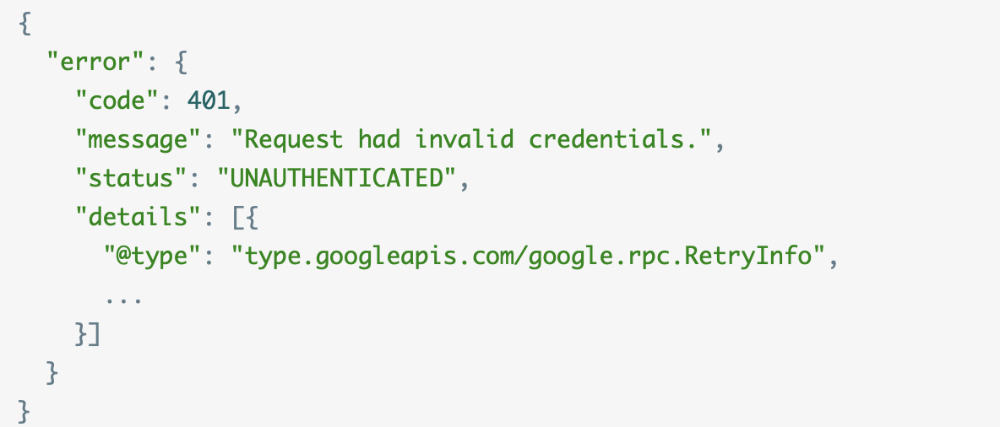 {
  "error": {
    "code": 401,
    "message": "Request had invalid credentials.",
    "status": "UNAUTHENTICATED",
    "details": [{
      "@type": "type.googleapis.com/google.rpc.RetryInfo",
      ...
    }]
  }
}